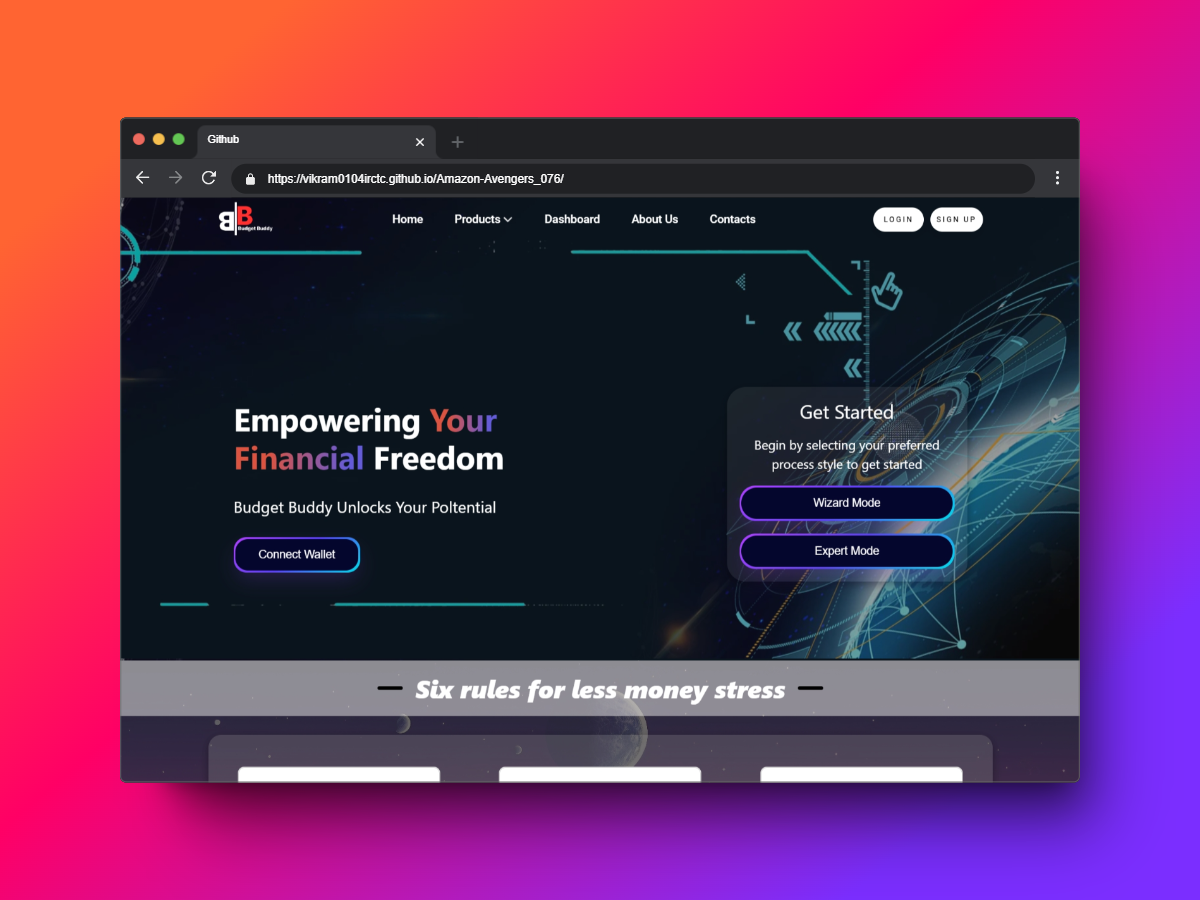 Github
https://vikram0104irctc.github.io/Amazon-Avengers_076/
BB
Budget Buddy
Home Products Dashboard About Us Contacts
LOGIN SIGN UP
Empowering Your
Financial Freedom
Budget Buddy Unlocks Your Poltential
Connect Wallet
Get Started
Begin by selecting your preferred
process style to get started
Wizard Mode
Expert Mode
Six rules for less money stress